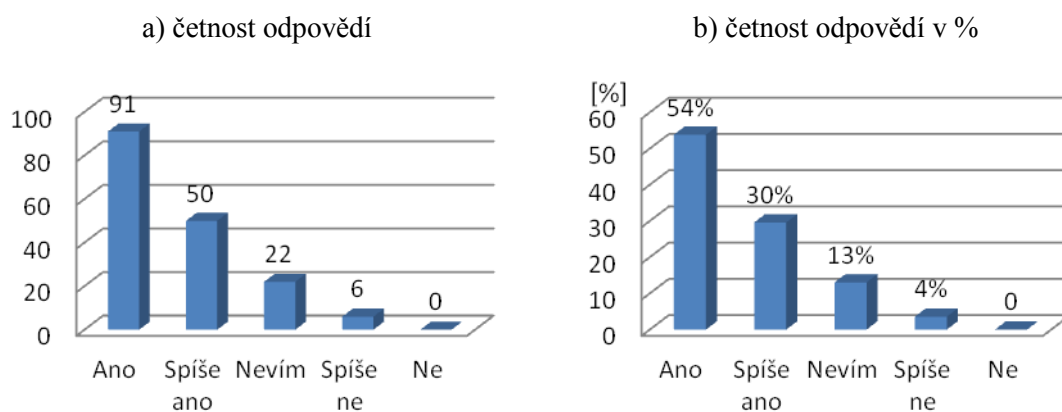 a) četnost odpovědí
91
100
80
60
40
20
0
50
22
6
0
Ano
Spíše
ano
Nevím
Spíše
ne
Ne
b) četnost odpovědí v %
[%]
60
50
40
30
20
10
0
54%
30%
13%
4%
0
Ano
Spíše
ano
Nevím
Spíše
ne
Ne